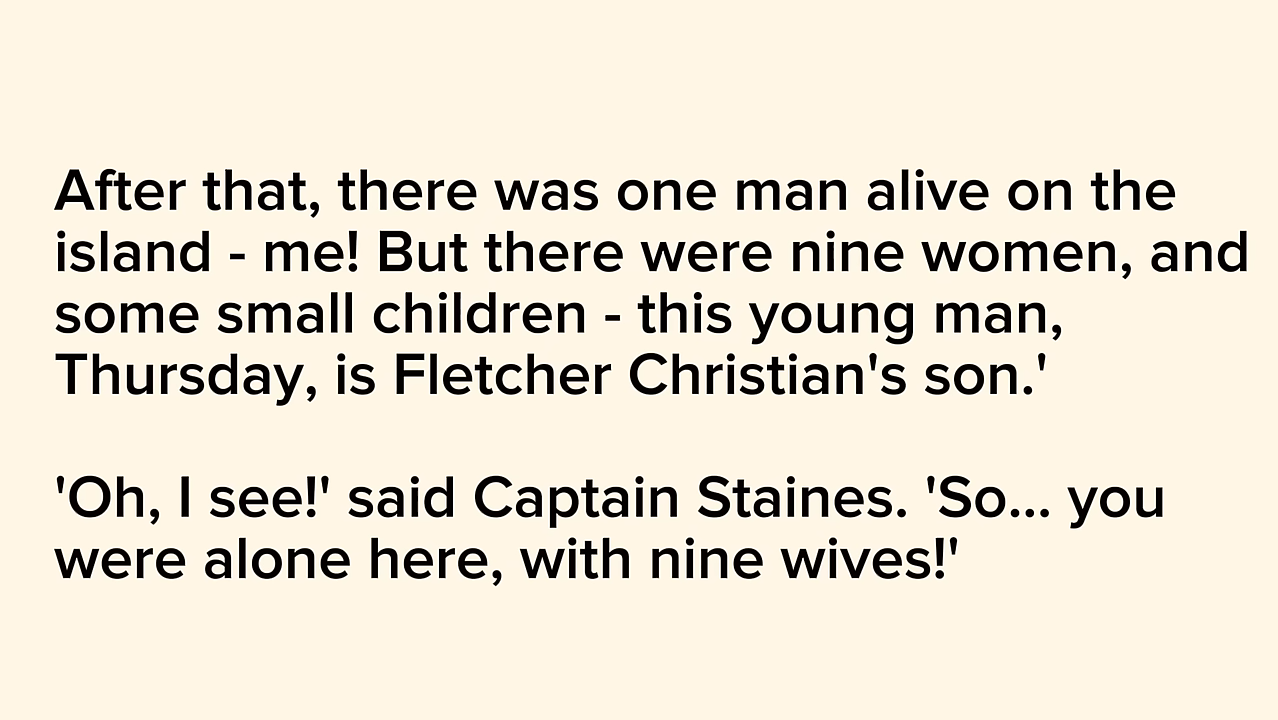 After that, there was one man alive on the
island - me! But there were nine women, and
some small children - this young man,
Thursday, is Fletcher Christian's son.'
'Oh, I see!' said Captain Staines. 'So... you
were alone here, with nine wives!'